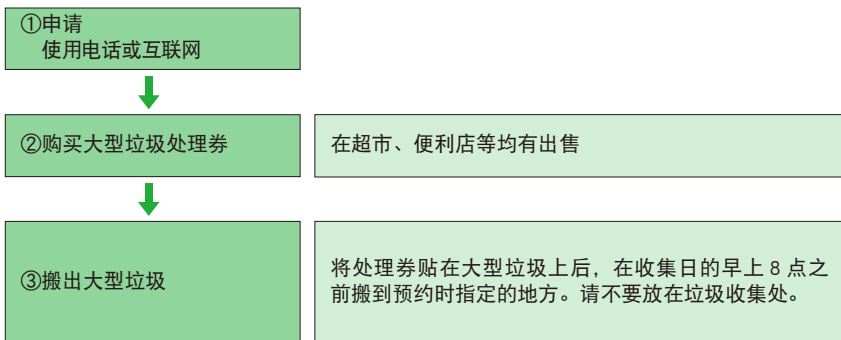 ①申请
使用电话或互联网
②购买大型垃圾处理券
在超市、便利店等均有出售
③搬出大型垃圾
将处理券贴在大型垃圾上后，在收集日的早上 8 点之
前搬到预约时指定的地方。请不要放在垃圾收集处。